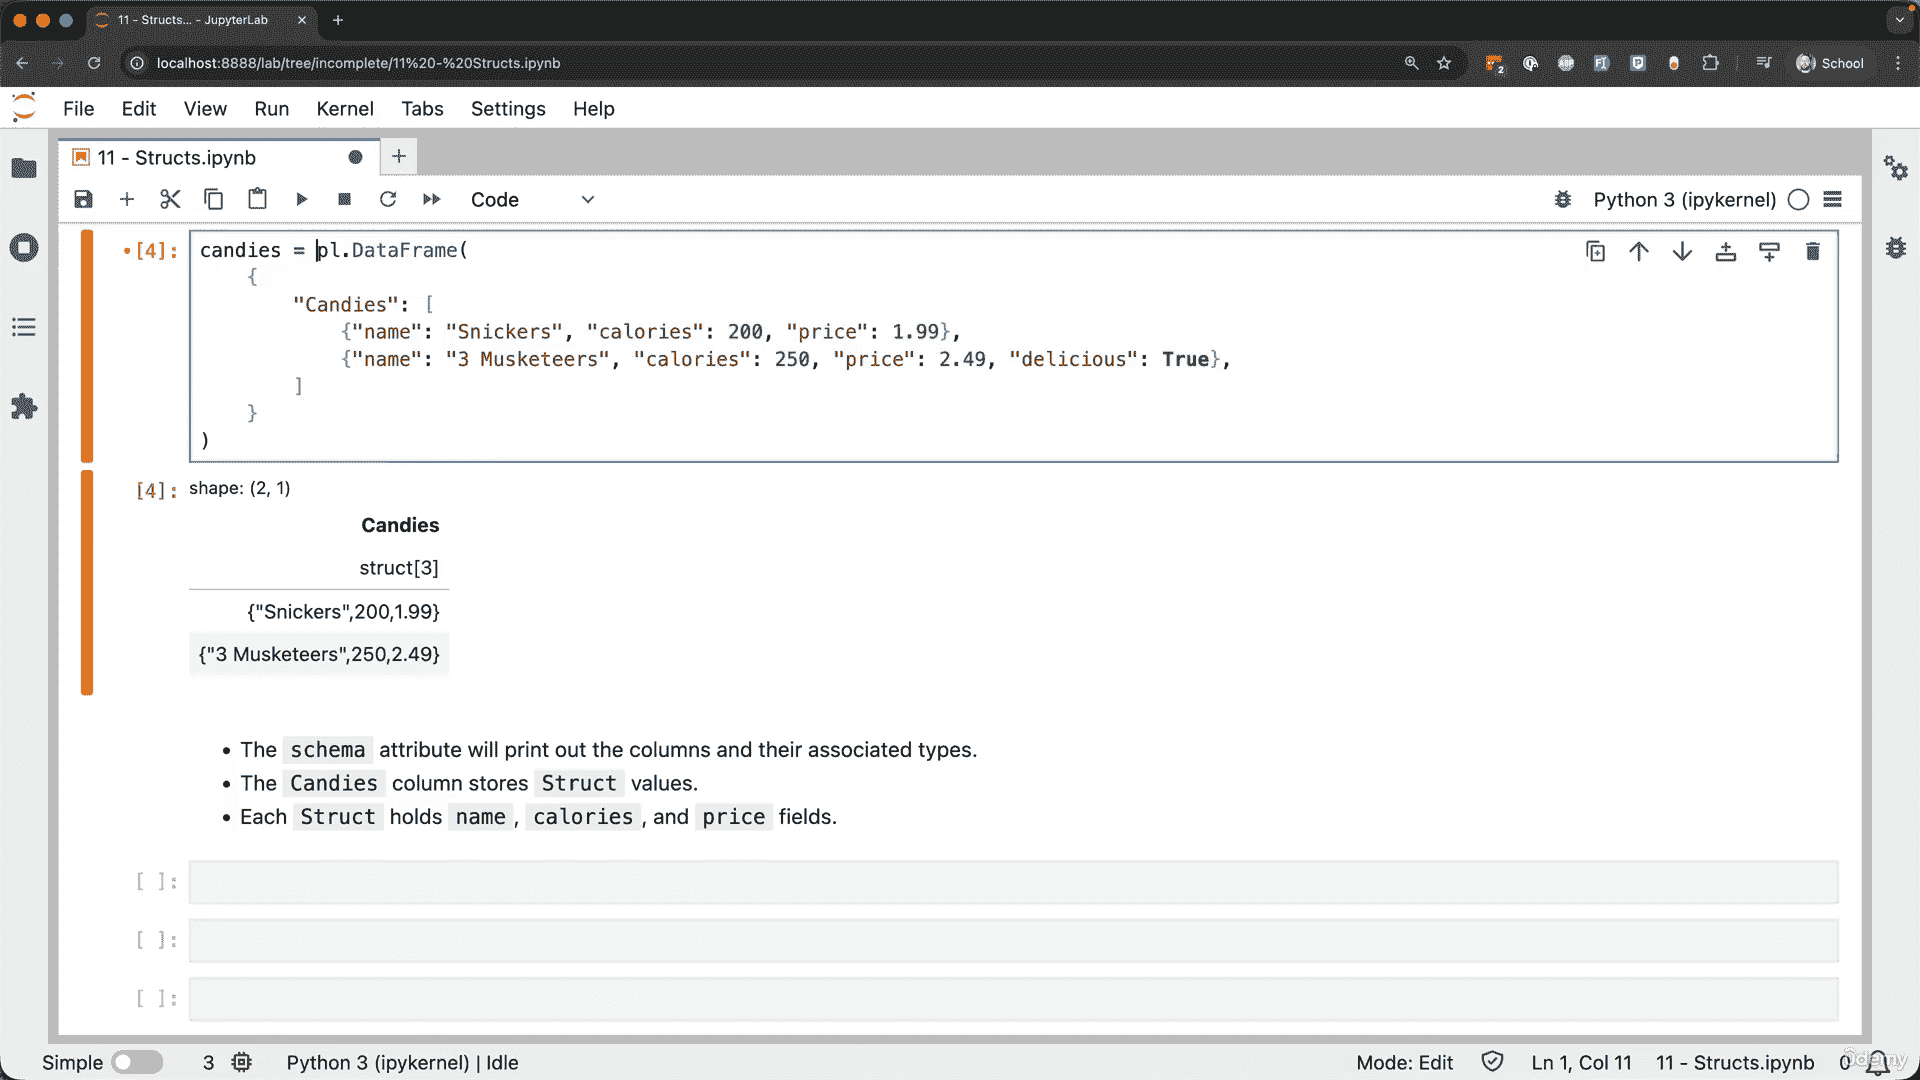 11 - Structs... - JupyterLab
localhost:8888/lab/tree/incomplete/11%20-%20Structs.ipynb
2
ABP
School
File Edit View Run Kernel Tabs Settings Help
11 - Structs.ipynb
Code
Python 3 (ipykernel)
[4]:
candies = pl.DataFrame(
{
"Candies": [
{"name": "Snickers", "calories": 200, "price": 1.99},
{"name": "3 Musketeers", "calories": 250, "price": 2.49, "delicious": True},
]
}
)
[4]: shape: (2, 1)
Candies
struct[3]
{"Snickers",200,1.99}
{"3 Musketeers",250,2.49}
• The schema attribute will print out the columns and their associated types.
• The Candies column stores Struct values.
• Each Struct holds name, calories, and price fields.
[ ]:
[ ]:
[ ]:
Simple 3 Python 3 (ipykernel) | Idle Mode: Edit Ln 1, Col 11 11 - Structs.ipynb 0
Udemy